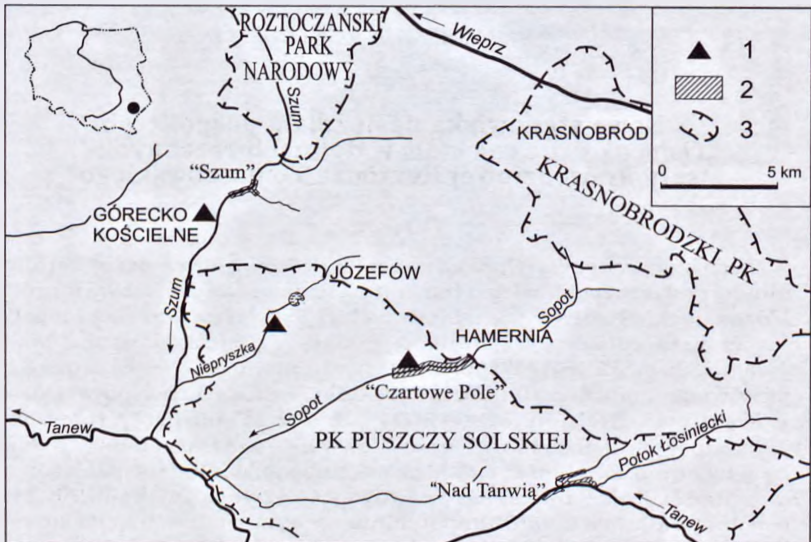 ROZTOCZAŃSKI
PARK
NARODOWY
Szum
Wieprz
1
2
3
0 5 km
KRASNOBRÓD
KRASNOBRODZKI PK
"Szum"
GÓRECKO
KOŚCIELNE
Szum
JÓZEFÓW
Niepryszka
Sopot
HAMERNIA
"Czartowe Pole"
Sopot
Tanew
PK PUSZCZY SOLSKIEJ
Potok Łosiniecki
"Nad Tanwią"
Tanew